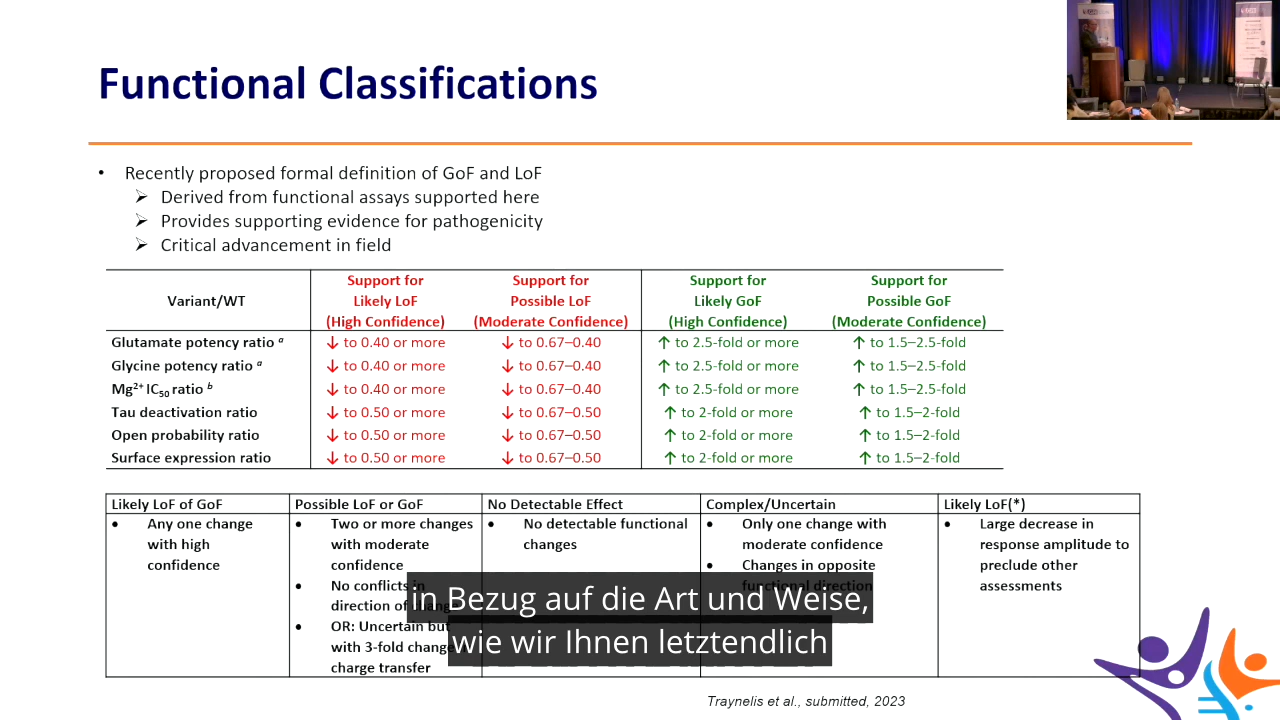 Functional Classifications
• Recently proposed formal definition of GoF and LoF
➢ Derived from functional assays supported here
➢ Provides supporting evidence for pathogenicity
➢ Critical advancement in field
Variant/WT
Support for
Likely LoF
(High Confidence)
Support for
Possible LoF
(Moderate Confidence)
Support for
Likely GoF
(High Confidence)
Support for
Possible GoF
(Moderate Confidence)
Glutamate potency ratio a ↓ to 0.40 or more ↓ to 0.67–0.40 ↑ to 2.5-fold or more ↑ to 1.5–2.5-fold
Glycine potency ratio a ↓ to 0.40 or more ↓ to 0.67–0.40 ↑ to 2.5-fold or more ↑ to 1.5–2.5-fold
Mg2+ IC50 ratio b ↓ to 0.40 or more ↓ to 0.67–0.40 ↑ to 2.5-fold or more ↑ to 1.5–2.5-fold
Tau deactivation ratio ↓ to 0.50 or more ↓ to 0.67–0.50 ↑ to 2-fold or more ↑ to 1.5–2-fold
Open probability ratio ↓ to 0.50 or more ↓ to 0.67–0.50 ↑ to 2-fold or more ↑ to 1.5–2-fold
Surface expression ratio ↓ to 0.50 or more ↓ to 0.67–0.50 ↑ to 2-fold or more ↑ to 1.5–2-fold
Likely LoF of GoF
• Any one change
with high
confidence
Possible LoF or GoF
• Two or more changes
with moderate
confidence
• No conflicts in
direction of change
• OR: Uncertain but
with 3-fold change
charge transfer
No Detectable Effect
• No detectable functional
changes
Complex/Uncertain
• Only one change with
moderate confidence
• Changes in opposite
functional direction
Likely LoF(*)
• Large decrease in
response amplitude to
preclude other
assessments
in Bezug auf die Art und Weise,
wie wir Ihnen letztendlich
Traynelis et al., submitted, 2023